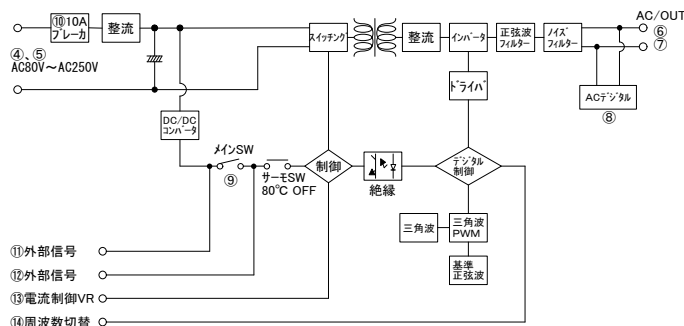 ⑩10A
ブレーカ
整流
スイッチング
整流
インバータ
正弦波
フィルター
ノイズ
フィルター
AC/OUT
⑥
⑦
④、⑤
AC80V～AC250V
ドライバ
ACデジタル
⑧
DC/DC
コンバータ
メインSW
⑨
サーモSW
80℃ OFF
制御
絶縁
デジタル
制御
三角波
三角波
PWM
基準
正弦波
⑪外部信号
⑫外部信号
⑬電流制御VR
⑭周波数切替